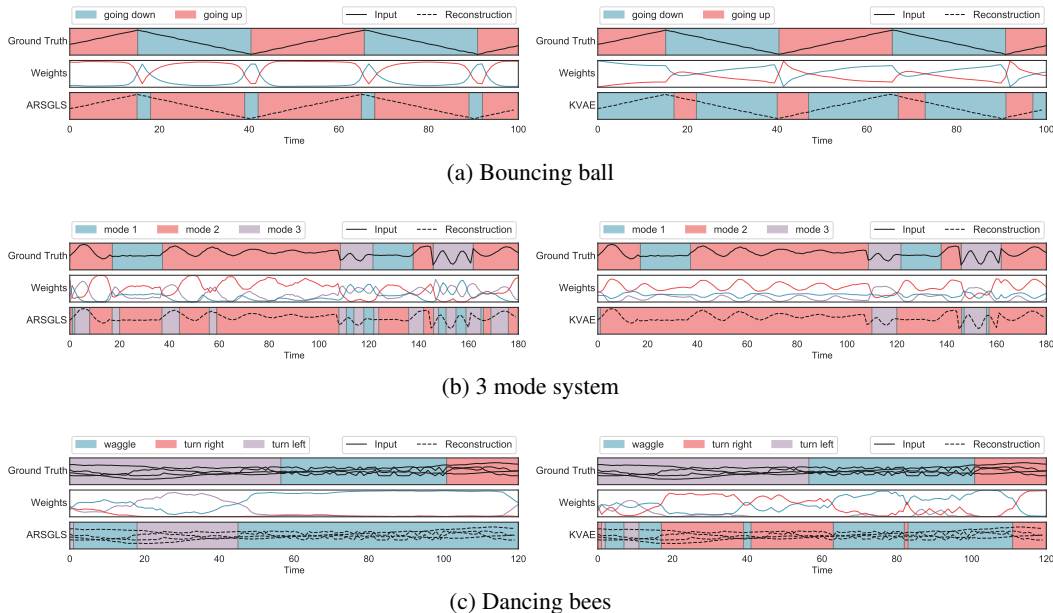 going down going up Input Reconstruction
Ground Truth
Weights
ARSGLS
0 20 40 60 80 100
Time
going down going up Input Reconstruction
Ground Truth
Weights
KVAE
0 20 40 60 80 100
Time
(a) Bouncing ball
mode 1 mode 2 mode 3 Input Reconstruction
Ground Truth
Weights
ARSGLS
0 20 40 60 80 100 120 140 160 180
Time
mode 1 mode 2 mode 3 Input Reconstruction
Ground Truth
Weights
KVAE
0 20 40 60 80 100 120 140 160 180
Time
(b) 3 mode system
waggle turn right turn left Input Reconstruction
Ground Truth
Weights
ARSGLS
0 20 40 60 80 100 120
Time
waggle turn right turn left Input Reconstruction
Ground Truth
Weights
KVAE
0 20 40 60 80 100 120
Time
(c) Dancing bees